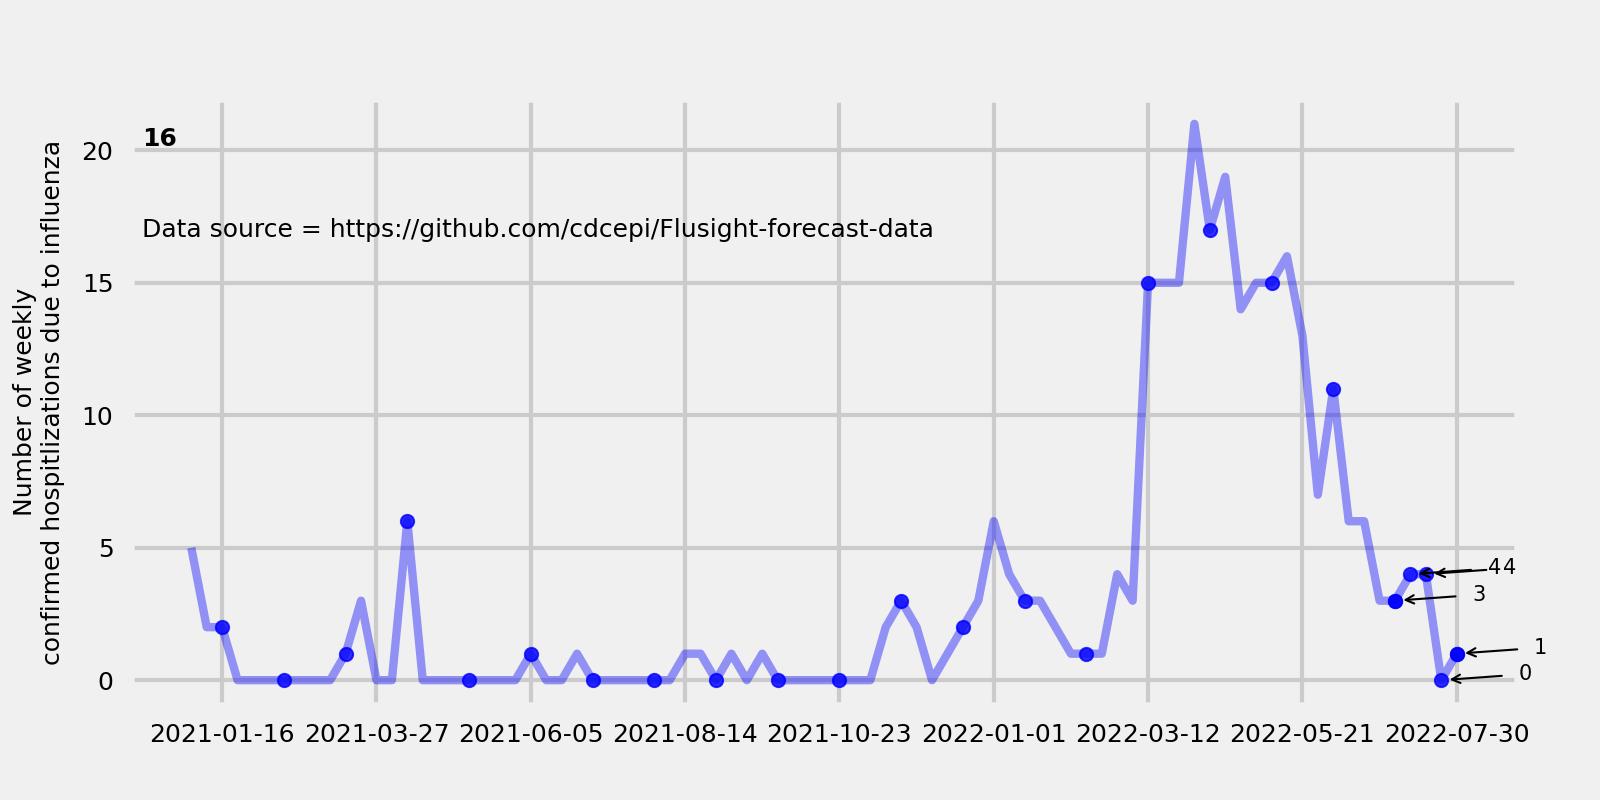 16
20
Data source = https://github.com/cdcepi/Flusight-forecast-data
15
10
5
0
Number of weekly
confirmed hospitlizations due to influenza
44
3
1
0
2021-01-16 2021-03-27 2021-06-05 2021-08-14 2021-10-23 2022-01-01 2022-03-12 2022-05-21 2022-07-30